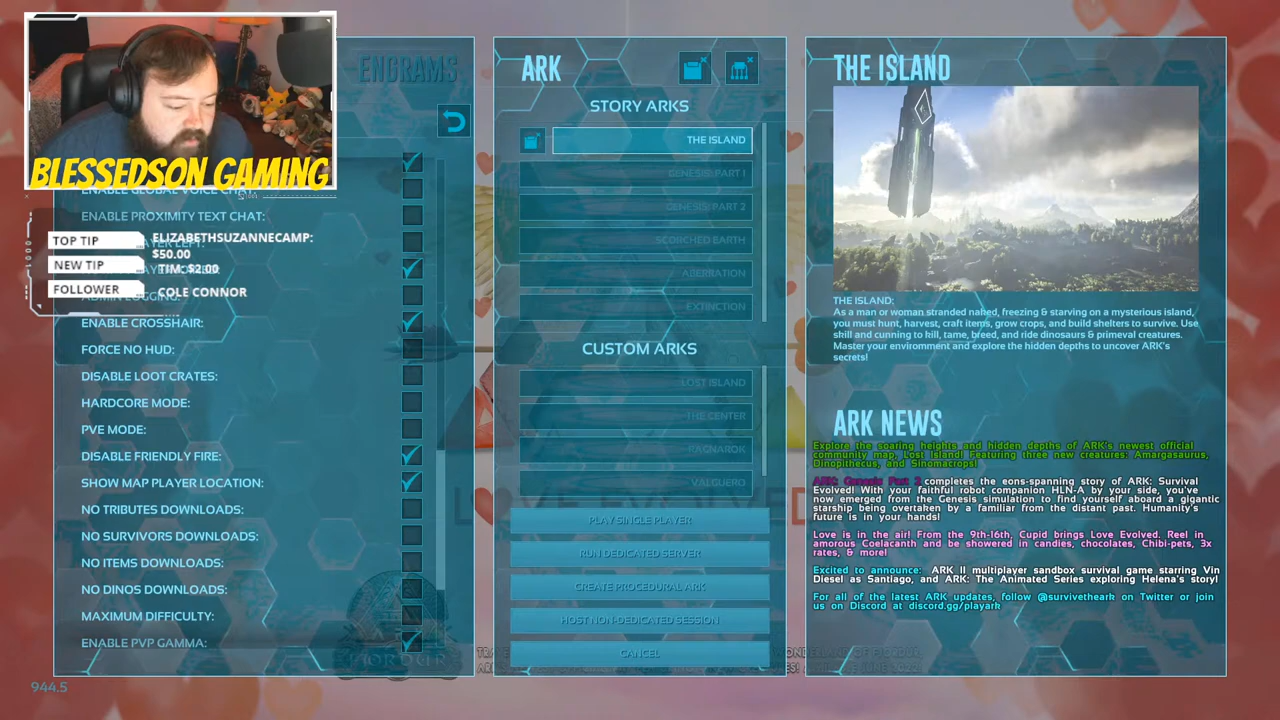 ENGRAMS
BLESSEDSON GAMING
ENABLE GLOBAL VOICE CHAT:
ENABLE PROXIMITY TEXT CHAT:
TOP TIP
ELIZABETHSUZANNECAMP:
$50.00
NEW TIP
TIM: $2.00
FOLLOWER
COLE CONNOR
ADMIN LOGGING:
ENABLE CROSSHAIR:
FORCE NO HUD:
DISABLE LOOT CRATES:
HARDCORE MODE:
PVE MODE:
DISABLE FRIENDLY FIRE:
SHOW MAP PLAYER LOCATION:
NO TRIBUTES DOWNLOADS:
NO SURVIVORS DOWNLOADS:
NO ITEMS DOWNLOADS:
NO DINOS DOWNLOADS:
MAXIMUM DIFFICULTY:
ENABLE PVP GAMMA:
944.5
ARK
STORY ARKS
THE ISLAND
GENESIS: PART 1
GENESIS: PART 2
SCORCHED EARTH
ABERRATION
EXTINCTION
CUSTOM ARKS
LOST ISLAND
THE CENTER
RAGNAROK
VALGUERO
PLAY SINGLE PLAYER
RUN DEDICATED SERVER
CREATE PROCEDURAL ARK
HOST NON-DEDICATED SESSION
CANCEL
THE ISLAND
THE ISLAND:
As a man or woman stranded naked, freezing & starving on a mysterious island,
you must hunt, harvest, craft items, grow crops, and build shelters to survive. Use
skill and cunning to kill, tame, breed, and ride dinosaurs & primeval creatures.
Master your environment and explore the hidden depths to uncover ARK's
secrets!
ARK NEWS
Explore the soaring heights and hidden depths of ARK's newest official
community map, Lost Island! Featuring three new creatures: Amargasaurus,
Dinopithecus, and Sinomacrops!
ARK: Genesis Part 2 completes the eons-spanning story of ARK: Survival
Evolved! With your faithful robot companion HLN-A by your side, you've
now emerged from the Genesis simulation to find yourself aboard a gigantic
starship being overtaken by a familiar from the distant past. Humanity's
future is in your hands!
Love is in the air! From the 9th-16th, Cupid brings Love Evolved. Reel in
amorous Coelacanth and be showered in candies, chocolates, Chibi-pets, 3x
rates, & more!
Excited to announce: ARK II multiplayer sandbox survival game starring Vin
Diesel as Santiago, and ARK: The Animated Series exploring Helena's story!
For all of the latest ARK updates, follow @survivetheark on Twitter or join
us on Discord at discord.gg/playark